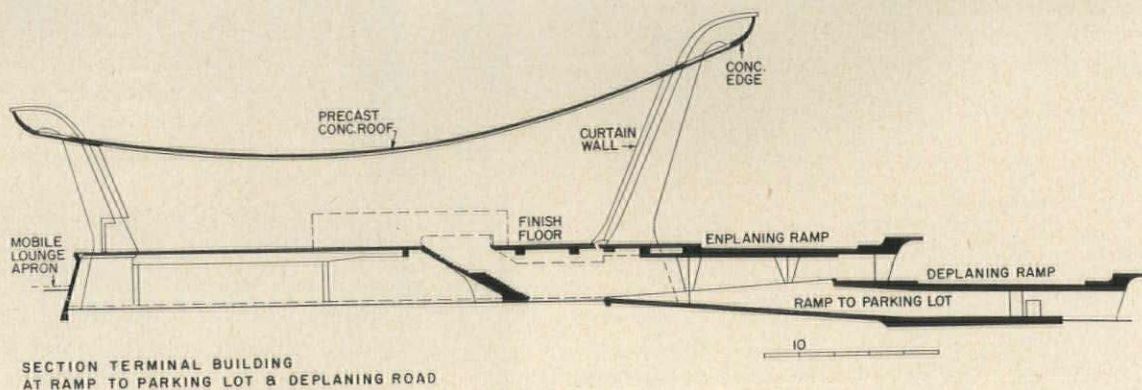 CONC.
EDGE
PRECAST
CONC.ROOF
CURTAIN
WALL
MOBILE
LOUNGE
APRON
FINISH
FLOOR
ENPLANING RAMP
DEPLANING RAMP
RAMP TO PARKING LOT
10
SECTION TERMINAL BUILDING
AT RAMP TO PARKING LOT & DEPLANING ROAD